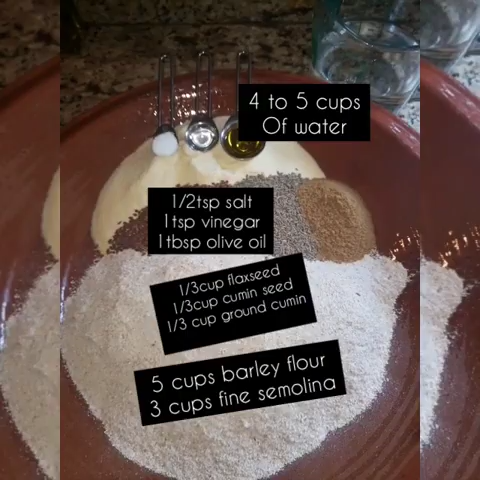 4 to 5 cups
Of water
1/2tsp salt
1tsp vinegar
1tbsp olive oil
1/3cup flaxseed
1/3cup cumin seed
1/3 cup ground cumin
5 cups barley flour
3 cups fine semolina